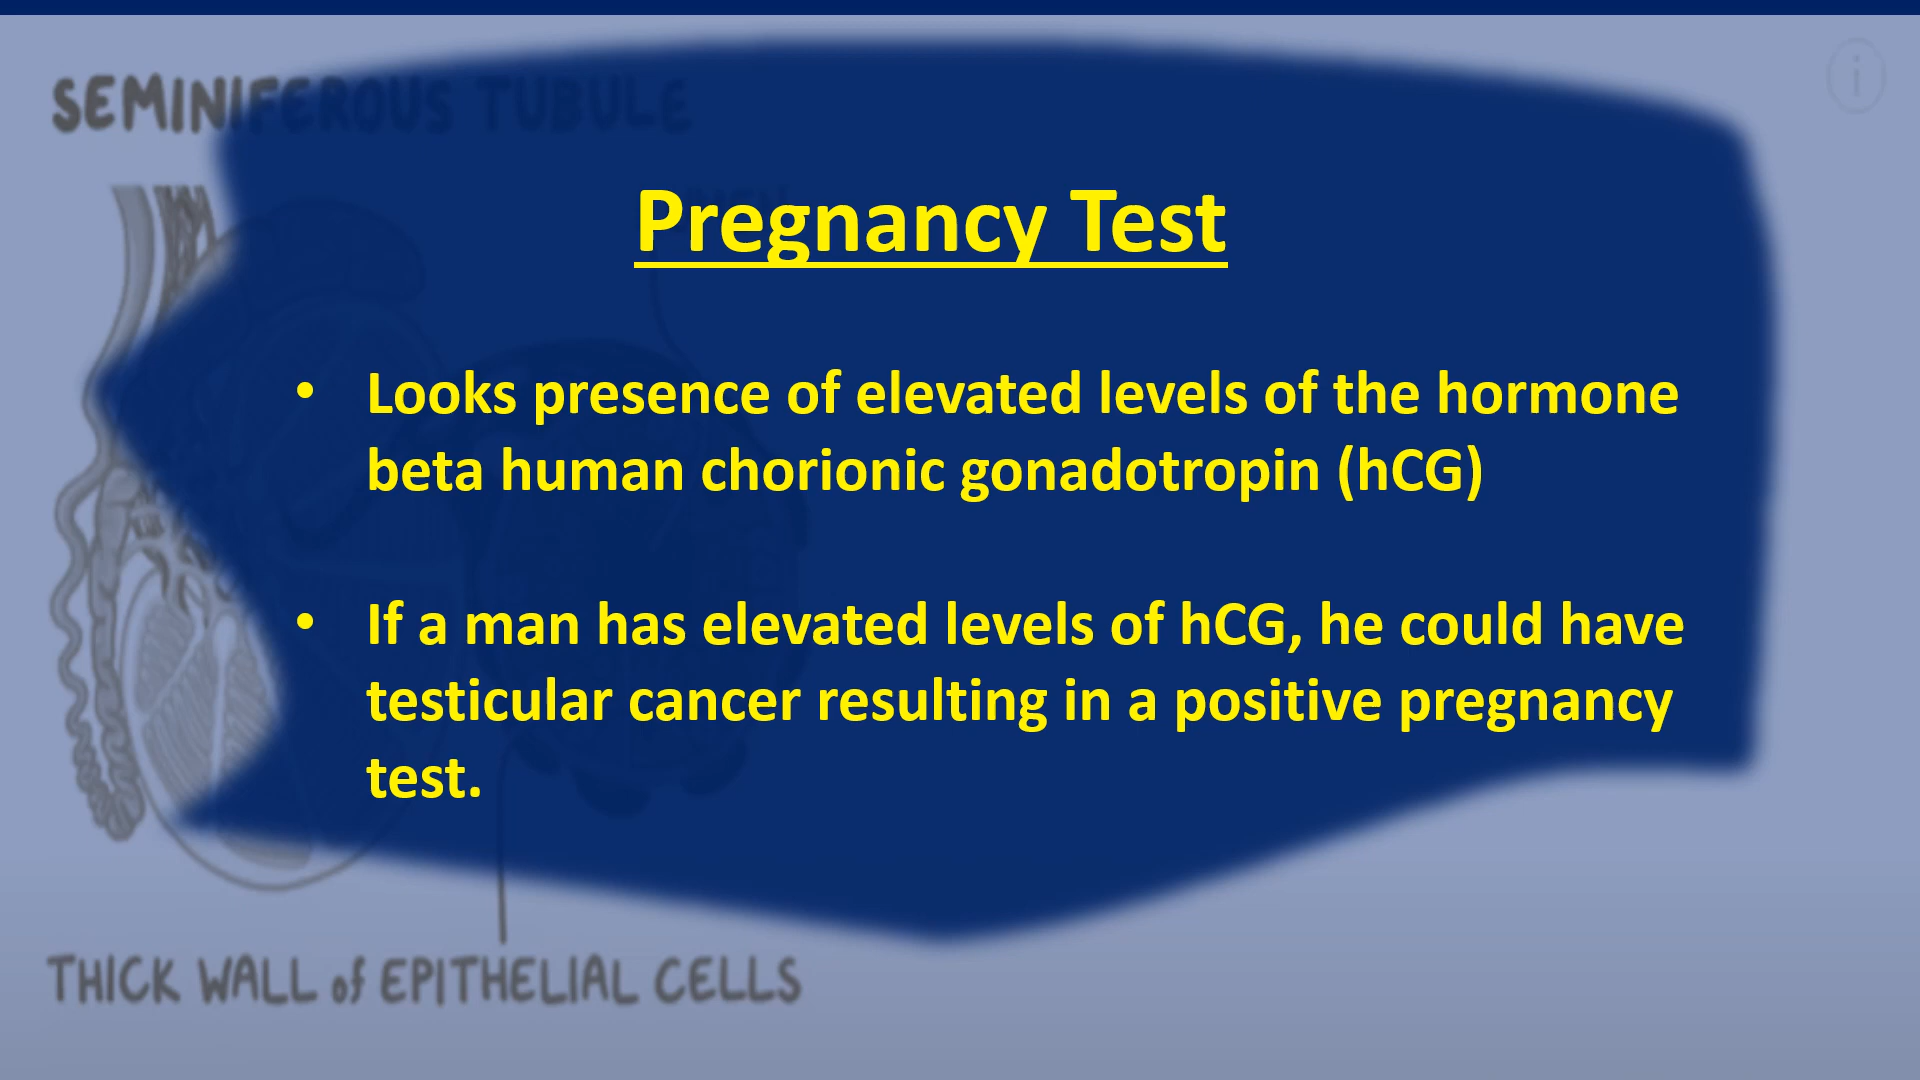 SEMINIFEROUS TUBULE
Pregnancy Test
• Looks presence of elevated levels of the hormone
beta human chorionic gonadotropin (hCG)
• If a man has elevated levels of hCG, he could have
testicular cancer resulting in a positive pregnancy
test.
THICK WALL of EPITHELIAL CELLS